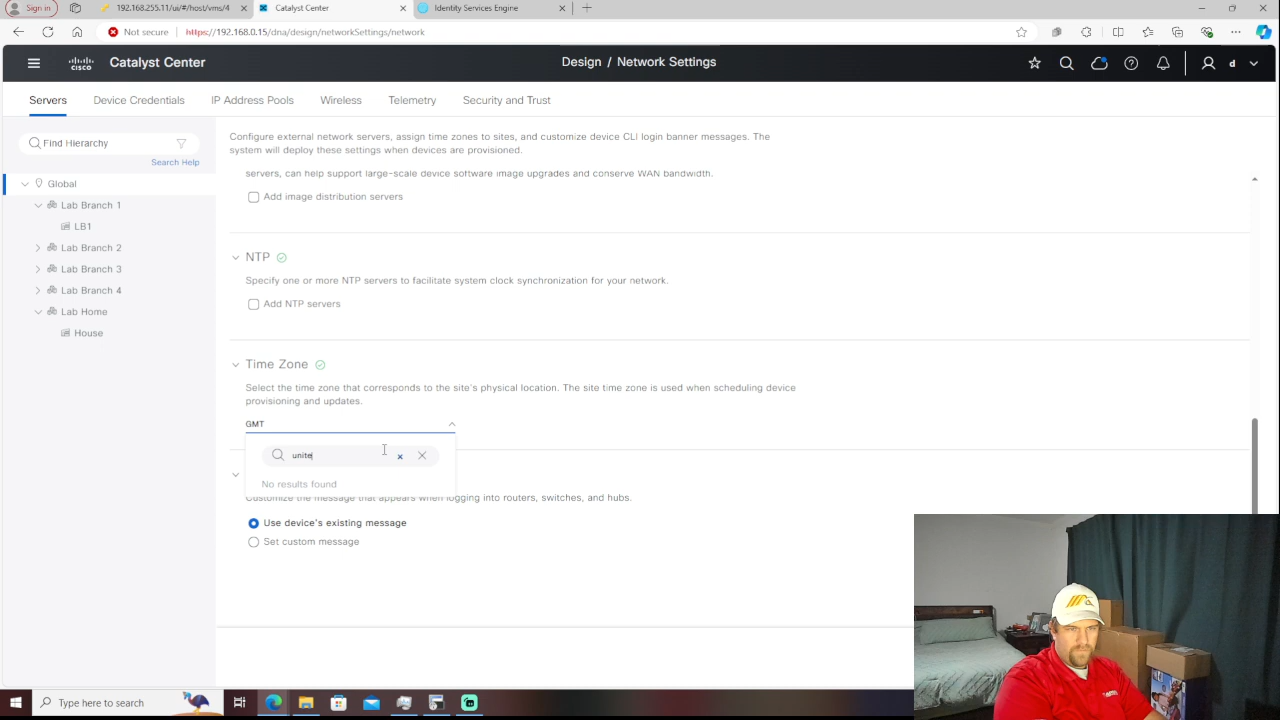 Sign in
192.168.255.11/ui/#/host/vms/4
Catalyst Center
Identity Services Engine
Not secure
https://192.168.0.15/dna/design/networkSettings/network
CISCO
Catalyst Center
Design / Network Settings
d
Servers
Device Credentials
IP Address Pools
Wireless
Telemetry
Security and Trust
Find Hierarchy
Search Help
Global
Lab Branch 1
LB1
Lab Branch 2
Lab Branch 3
Lab Branch 4
Lab Home
House
Configure external network servers, assign time zones to sites, and customize device CLI login banner messages. The
system will deploy these settings when devices are provisioned.
servers, can help support large-scale device software image upgrades and conserve WAN bandwidth.
Add image distribution servers
NTP
Specify one or more NTP servers to facilitate system clock synchronization for your network.
Add NTP servers
Time Zone
Select the time zone that corresponds to the site's physical location. The site time zone is used when scheduling device
provisioning and updates.
GMT
unite
No results found
Customize the message that appears when logging into routers, switches, and hubs.
Use device's existing message
Set custom message
Type here to search